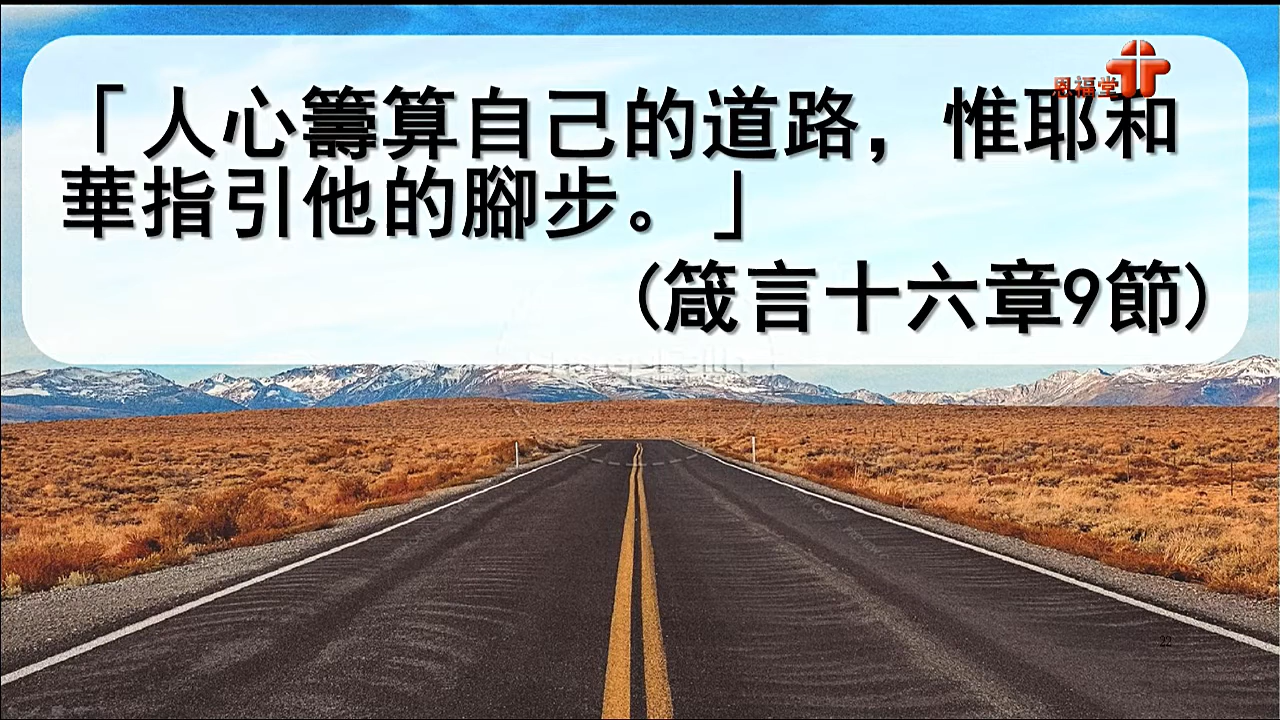 恩福堂
「人心籌算自己的道路，惟耶和
華指引他的腳步。」
(箴言十六章9節)
22